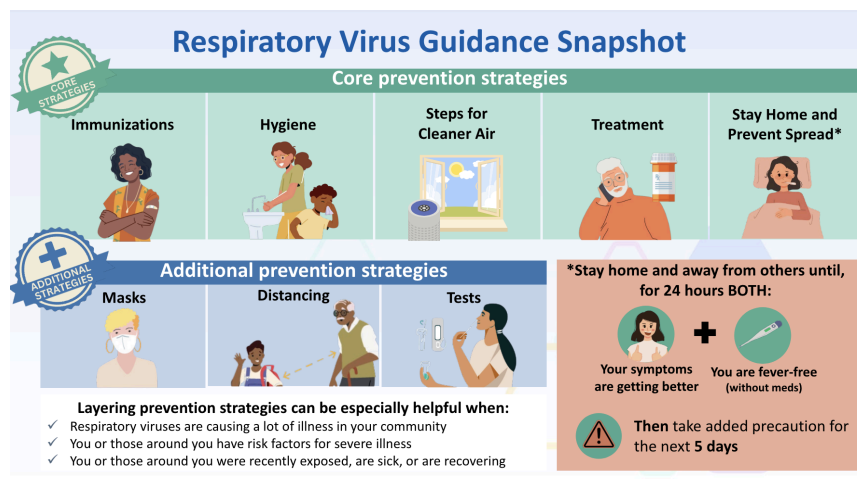 Respiratory Virus Guidance Snapshot
CORE
STRATEGIES
Core prevention strategies
Immunizations
Hygiene
Steps for
Cleaner Air
Treatment
Stay Home and
Prevent Spread*
ADDITIONAL
STRATEGIES
Additional prevention strategies
Masks
Distancing
Tests
*Stay home and away from others until,
for 24 hours BOTH:
Your symptoms
are getting better
You are fever-free
(without meds)
Then take added precaution for
the next 5 days
Layering prevention strategies can be especially helpful when:
✓ Respiratory viruses are causing a lot of illness in your community
✓ You or those around you have risk factors for severe illness
✓ You or those around you were recently exposed, are sick, or are recovering